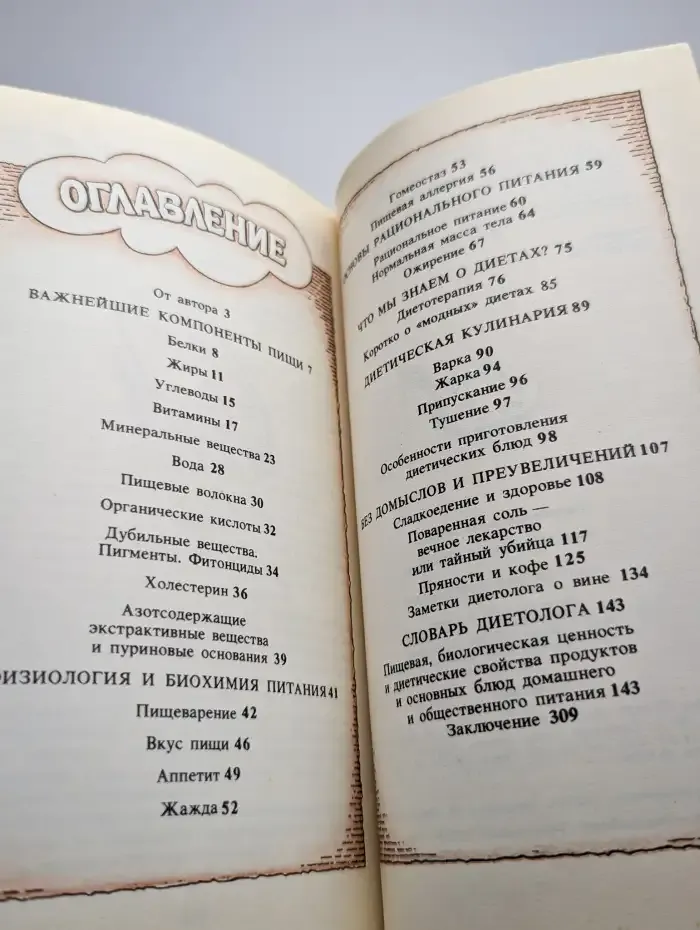 ОГЛАВЛЕНИЕ
От автора 3
ВАЖНЕЙШИЕ КОМПОНЕНТЫ ПИЩИ 7
Белки 8
Жиры 11
Углеводы 15
Витамины 17
Минеральные вещества 23
Вода 28
Пищевые волокна 30
Органические кислоты 32
Дубильные вещества.
Пигменты. Фитонциды 34
Холестерин 36
Азотсодержащие
экстрактивные вещества
и пуриновые основания 39
ФИЗИОЛОГИЯ И БИОХИМИЯ ПИТАНИЯ 41
Пищеварение 42
Вкус пищи 46
Аппетит 49
Жажда 52
Гомеостаз 53
Пищевая аллергия 56
ОСНОВЫ РАЦИОНАЛЬНОГО ПИТАНИЯ 59
Рациональное питание 60
Нормальная масса тела 64
Ожирение 67
ЧТО МЫ ЗНАЕМ О ДИЕТАХ? 75
Диетотерапия 76
Коротко о «модных» диетах 85
ДИЕТИЧЕСКАЯ КУЛИНАРИЯ 89
Варка 90
Жарка 94
Припускание 96
Тушение 97
Особенности приготовления
диетических блюд 98
БЕЗ ДОМЫСЛОВ И ПРЕУВЕЛИЧЕНИЙ 107
Сладкоедение и здоровье 108
Поваренная соль —
вечное лекарство
или тайный убийца 117
Пряности и кофе 125
Заметки диетолога о вине 134
СЛОВАРЬ ДИЕТОЛОГА 143
Пищевая, биологическая ценность
и диетические свойства продуктов
и основных блюд домашнего
и общественного питания 143
Заключение 309